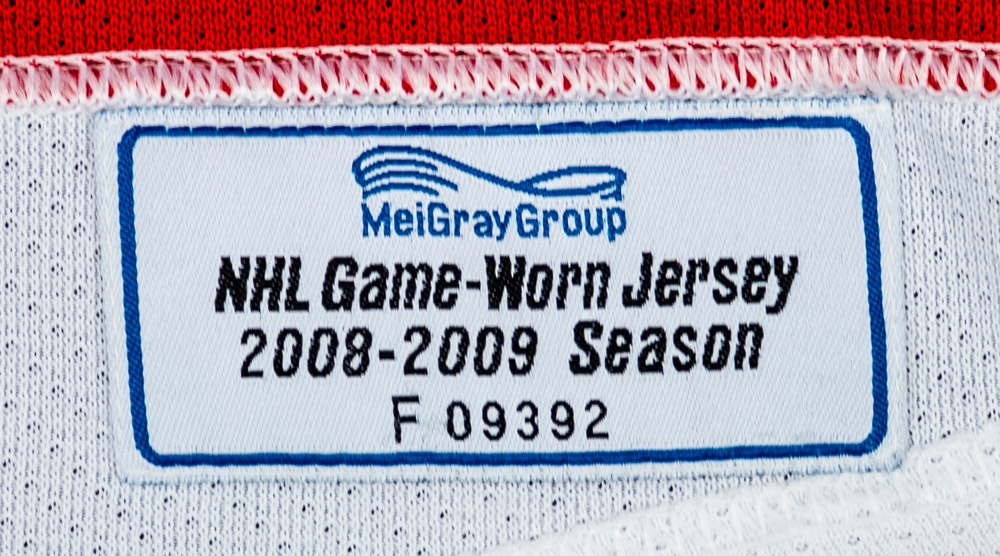 MeiGrayGroup
NHL Game-Worn Jersey
2008-2009 Season
F 09392